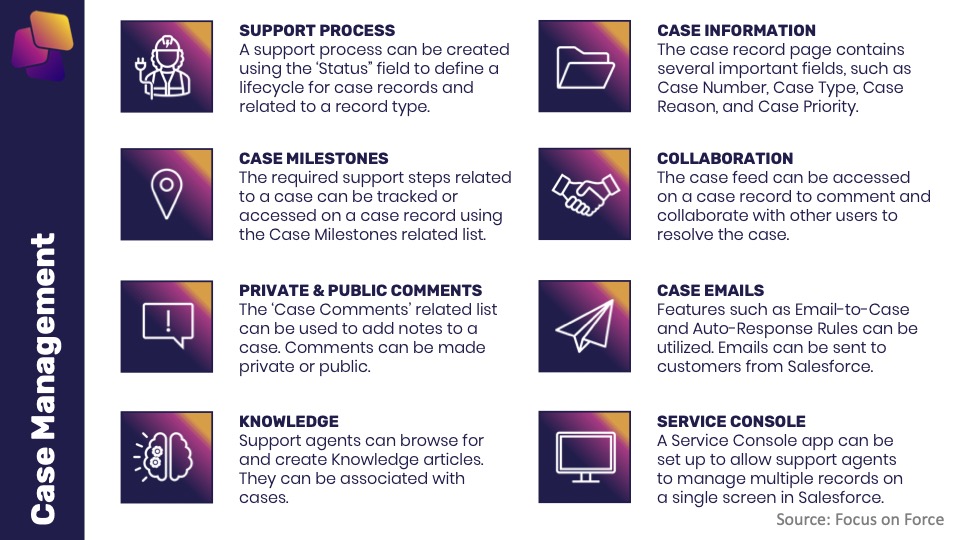 Case Management
SUPPORT PROCESS
A support process can be created
using the ‘Status” field to define a
lifecycle for case records and
related to a record type.
CASE INFORMATION
The case record page contains
several important fields, such as
Case Number, Case Type, Case
Reason, and Case Priority.
CASE MILESTONES
The required support steps related
to a case can be tracked or
accessed on a case record using
the Case Milestones related list.
COLLABORATION
The case feed can be accessed
on a case record to comment and
collaborate with other users to
resolve the case.
PRIVATE & PUBLIC COMMENTS
The ‘Case Comments’ related list
can be used to add notes to a
case. Comments can be made
private or public.
CASE EMAILS
Features such as Email-to-Case
and Auto-Response Rules can be
utilized. Emails can be sent to
customers from Salesforce.
KNOWLEDGE
Support agents can browse for
and create Knowledge articles.
They can be associated with
cases.
SERVICE CONSOLE
A Service Console app can be
set up to allow support agents
to manage multiple records on
a single screen in Salesforce.
Source: Focus on Force